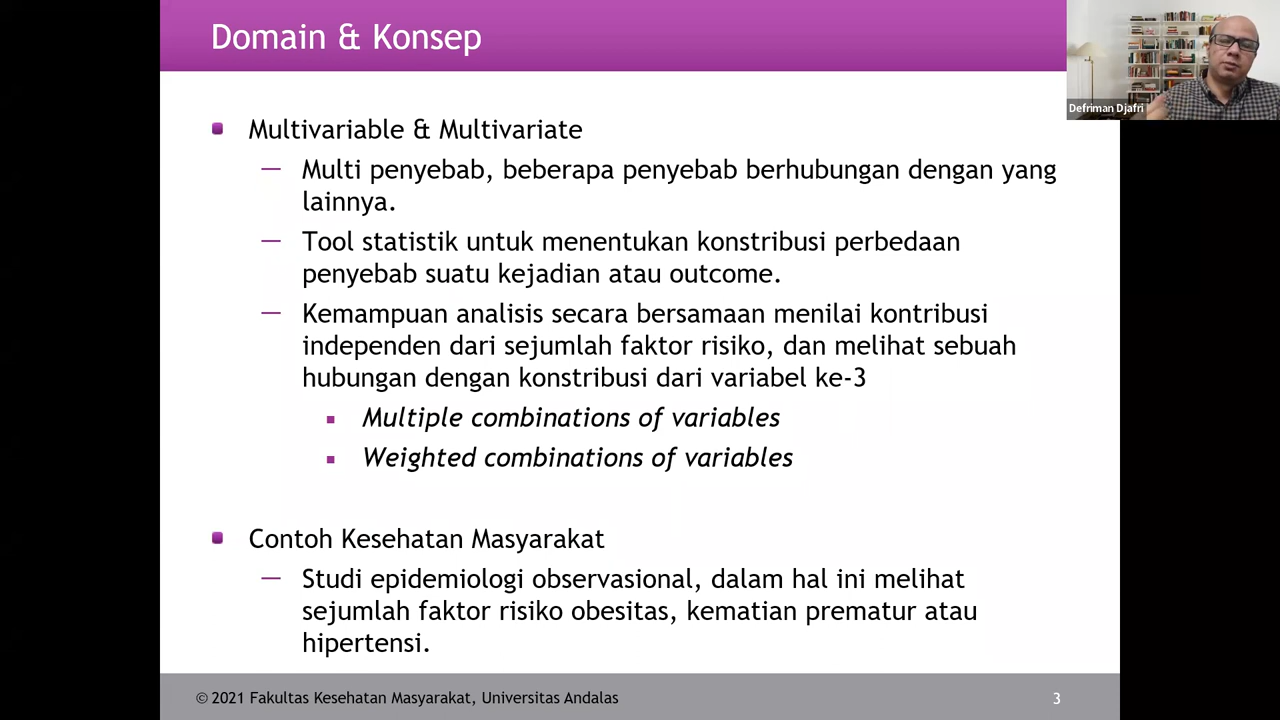 Domain & Konsep
Defriman Djafri
Multivariable & Multivariate
— Multi penyebab, beberapa penyebab berhubungan dengan yang
lainnya.
— Tool statistik untuk menentukan konstribusi perbedaan
penyebab suatu kejadian atau outcome.
— Kemampuan analisis secara bersamaan menilai kontribusi
independen dari sejumlah faktor risiko, dan melihat sebuah
hubungan dengan konstribusi dari variabel ke-3
Multiple combinations of variables
Weighted combinations of variables
Contoh Kesehatan Masyarakat
— Studi epidemiologi observasional, dalam hal ini melihat
sejumlah faktor risiko obesitas, kematian prematur atau
hipertensi.
© 2021 Fakultas Kesehatan Masyarakat, Universitas Andalas
3